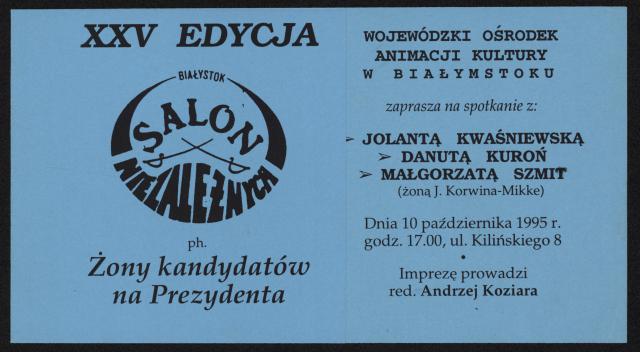 XXV EDYCJA
BIAŁYSTOK
SALON
NIEZALEŻNYCH
ph.
Żony kandydatów
na Prezydenta
WOJEWÓDZKI OŚRODEK
ANIMACJI KULTURY
W BIAŁYMSTOKU
zaprasza na spotkanie z:
➢ JOLANTĄ KWAŚNIEWSKĄ
➢ DANUTĄ KUROŃ
➢ MAŁGORZATĄ SZMIT
(żoną J. Korwina-Mikke)
Dnia 10 października 1995 r.
godz. 17.00, ul. Kilińskiego 8
•
Imprezę prowadzi
red. Andrzej Koziara